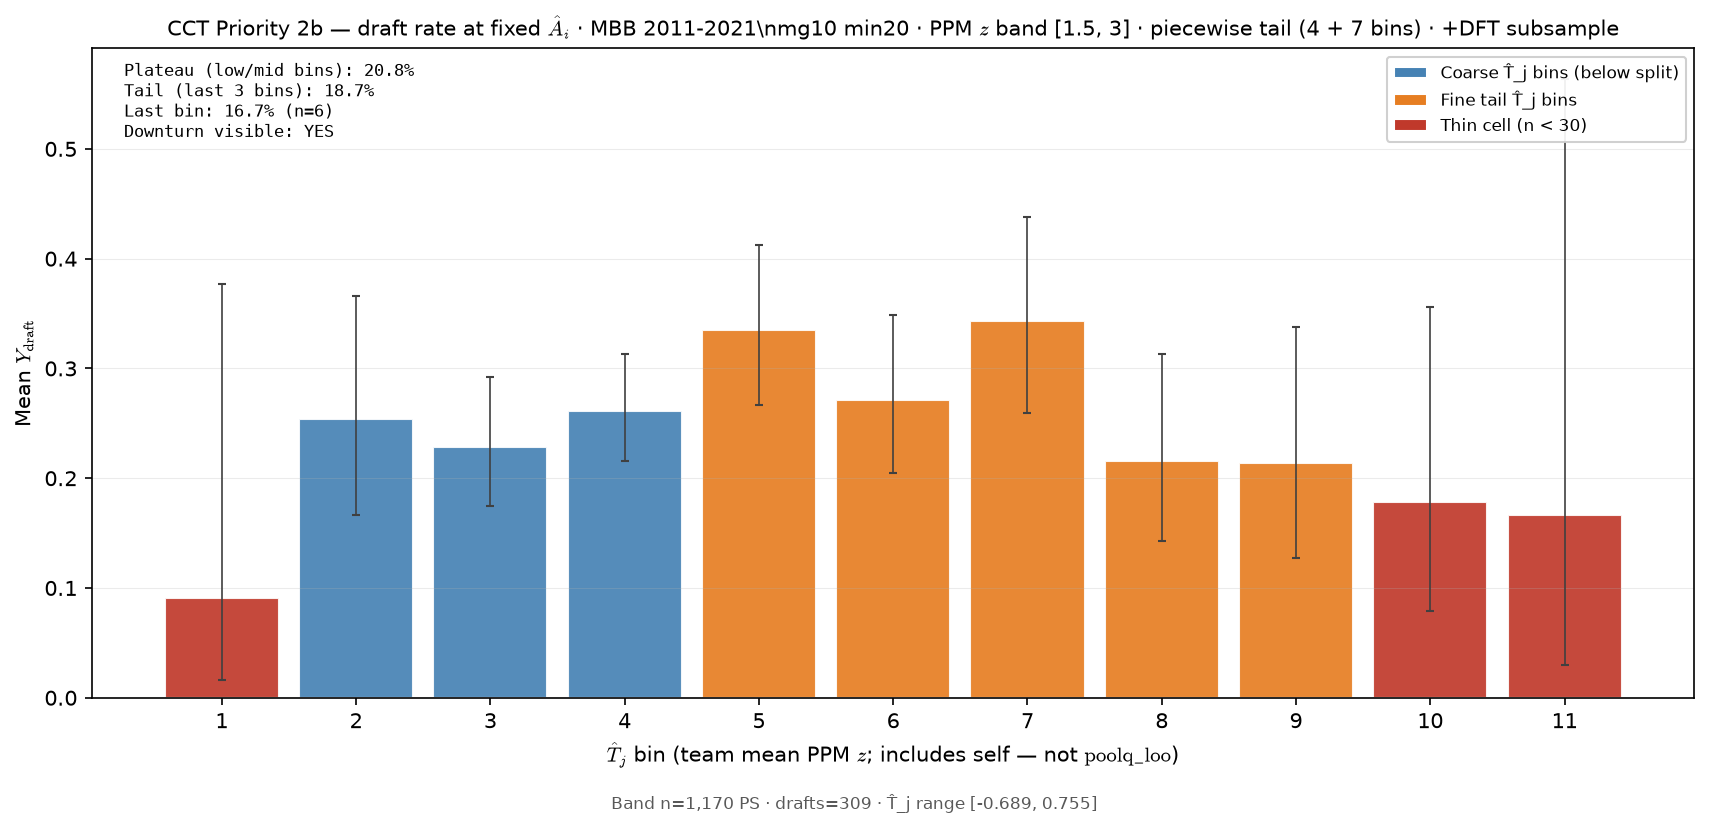 CCT Priority 2b — draft rate at fixed Â_i · MBB 2011-2021\nmg10 min20 · PPM z band [1.5, 3] · piecewise tail (4 + 7 bins) · +DFT subsample
Plateau (low/mid bins): 20.8%
Tail (last 3 bins): 18.7%
Last bin: 16.7% (n=6)
Downturn visible: YES
Coarse T̂_j bins (below split)
Fine tail T̂_j bins
Thin cell (n < 30)
Mean Y_draft
0.5
0.4
0.3
0.2
0.1
0.0
1 2 3 4 5 6 7 8 9 10 11
T̂_j bin (team mean PPM z; includes self — not poolq_loo)
Band n=1,170 PS · drafts=309 · T̂_j range [-0.689, 0.755]